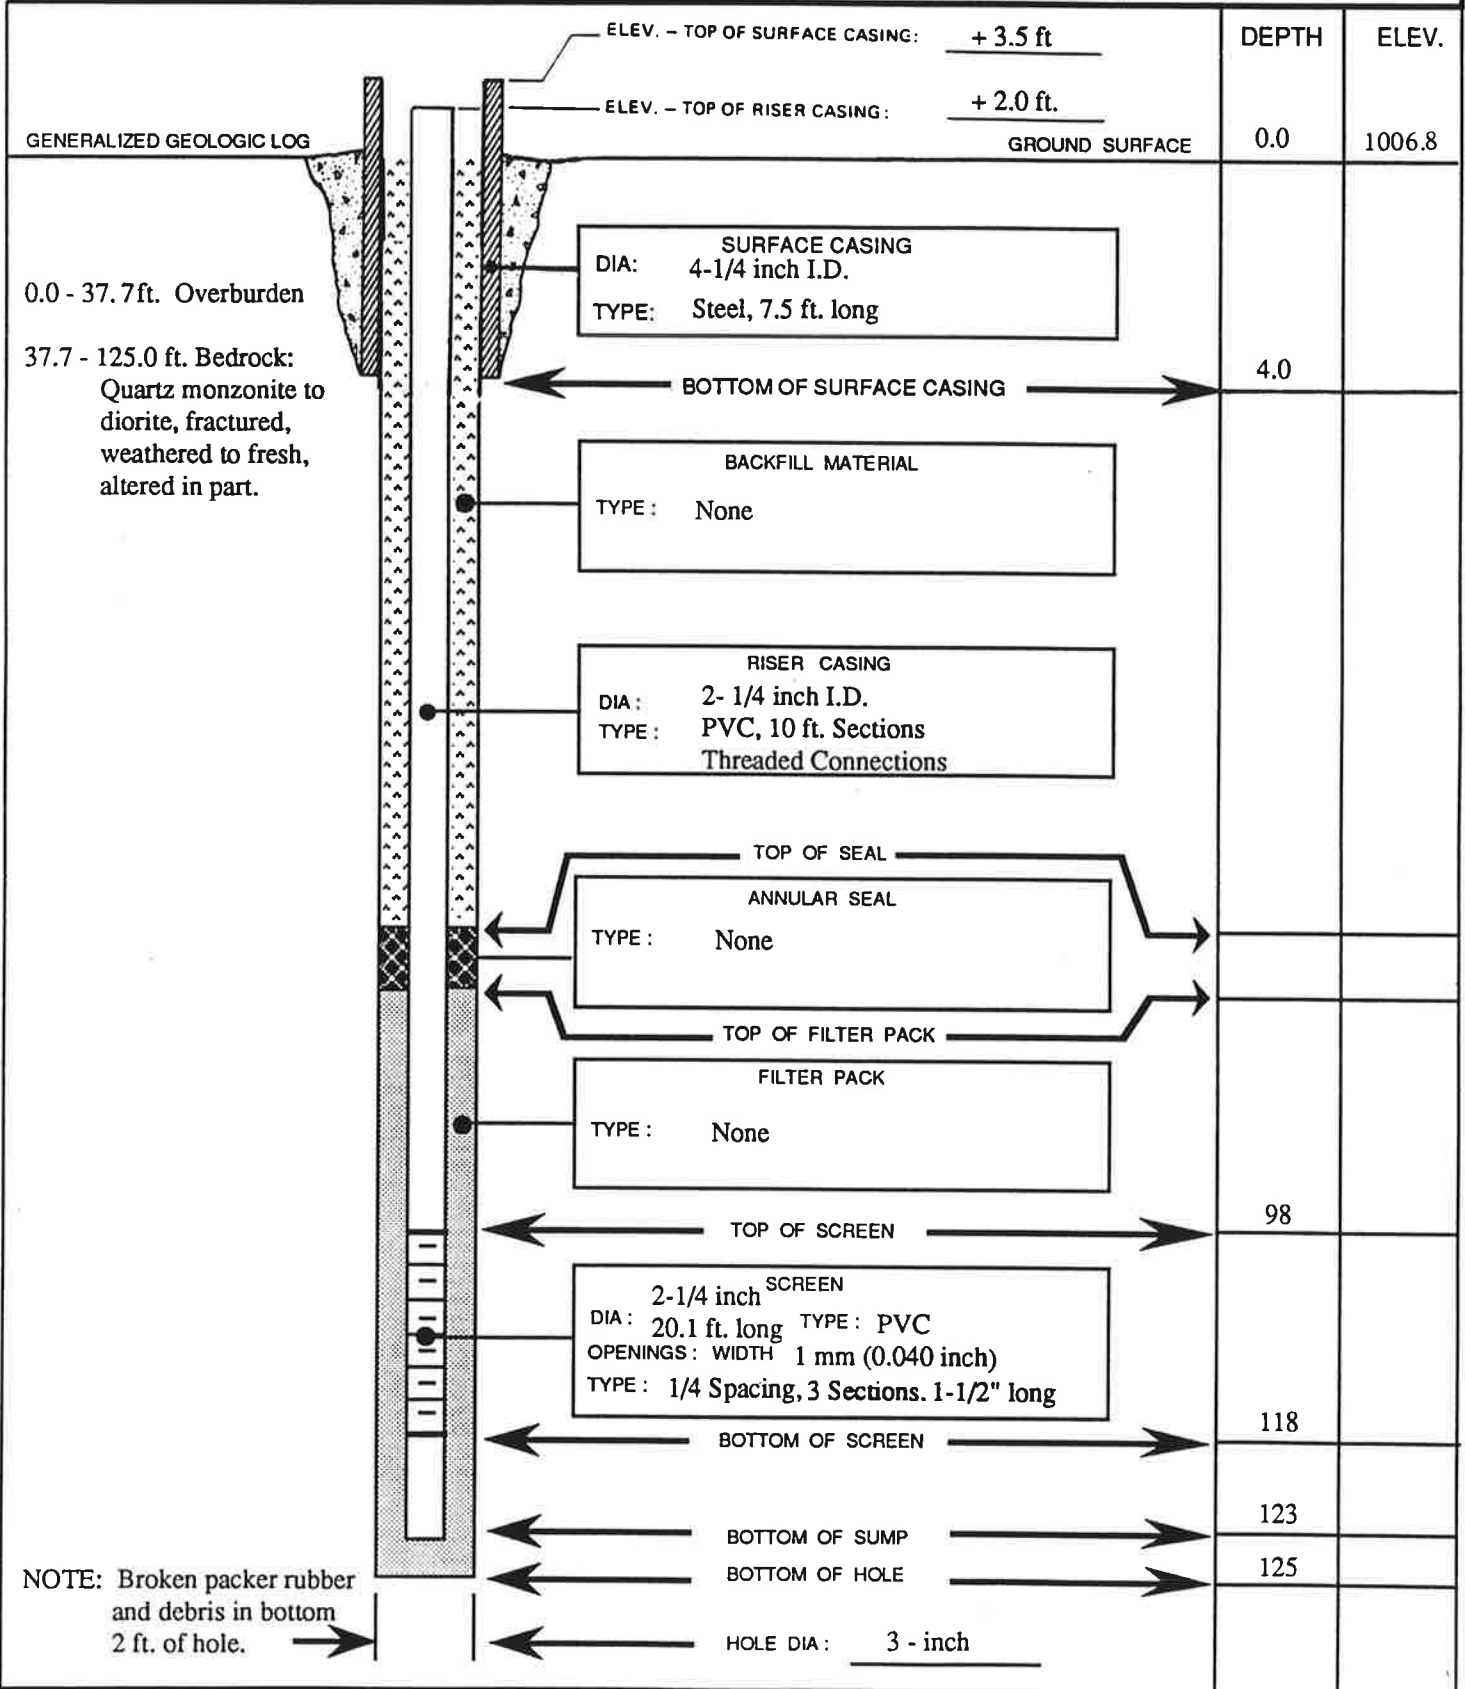 ELEV. – TOP OF SURFACE CASING: + 3.5 ft
DEPTH ELEV.
ELEV. – TOP OF RISER CASING: + 2.0 ft.
GENERALIZED GEOLOGIC LOG
GROUND SURFACE 0.0 1006.8
SURFACE CASING
DIA: 4-1/4 inch I.D.
TYPE: Steel, 7.5 ft. long
0.0 - 37.7ft. Overburden
37.7 - 125.0 ft. Bedrock:
Quartz monzonite to
diorite, fractured,
weathered to fresh,
altered in part.
BOTTOM OF SURFACE CASING 4.0
BACKFILL MATERIAL
TYPE: None
RISER CASING
DIA: 2- 1/4 inch I.D.
TYPE: PVC, 10 ft. Sections
Threaded Connections
TOP OF SEAL
ANNULAR SEAL
TYPE: None
TOP OF FILTER PACK
FILTER PACK
TYPE: None
TOP OF SCREEN 98
SCREEN
DIA: 2-1/4 inch
20.1 ft. long TYPE: PVC
OPENINGS: WIDTH 1 mm (0.040 inch)
TYPE: 1/4 Spacing, 3 Sections. 1-1/2" long
BOTTOM OF SCREEN 118
BOTTOM OF SUMP 123
BOTTOM OF HOLE 125
NOTE: Broken packer rubber
and debris in bottom
2 ft. of hole.
HOLE DIA: 3 - inch